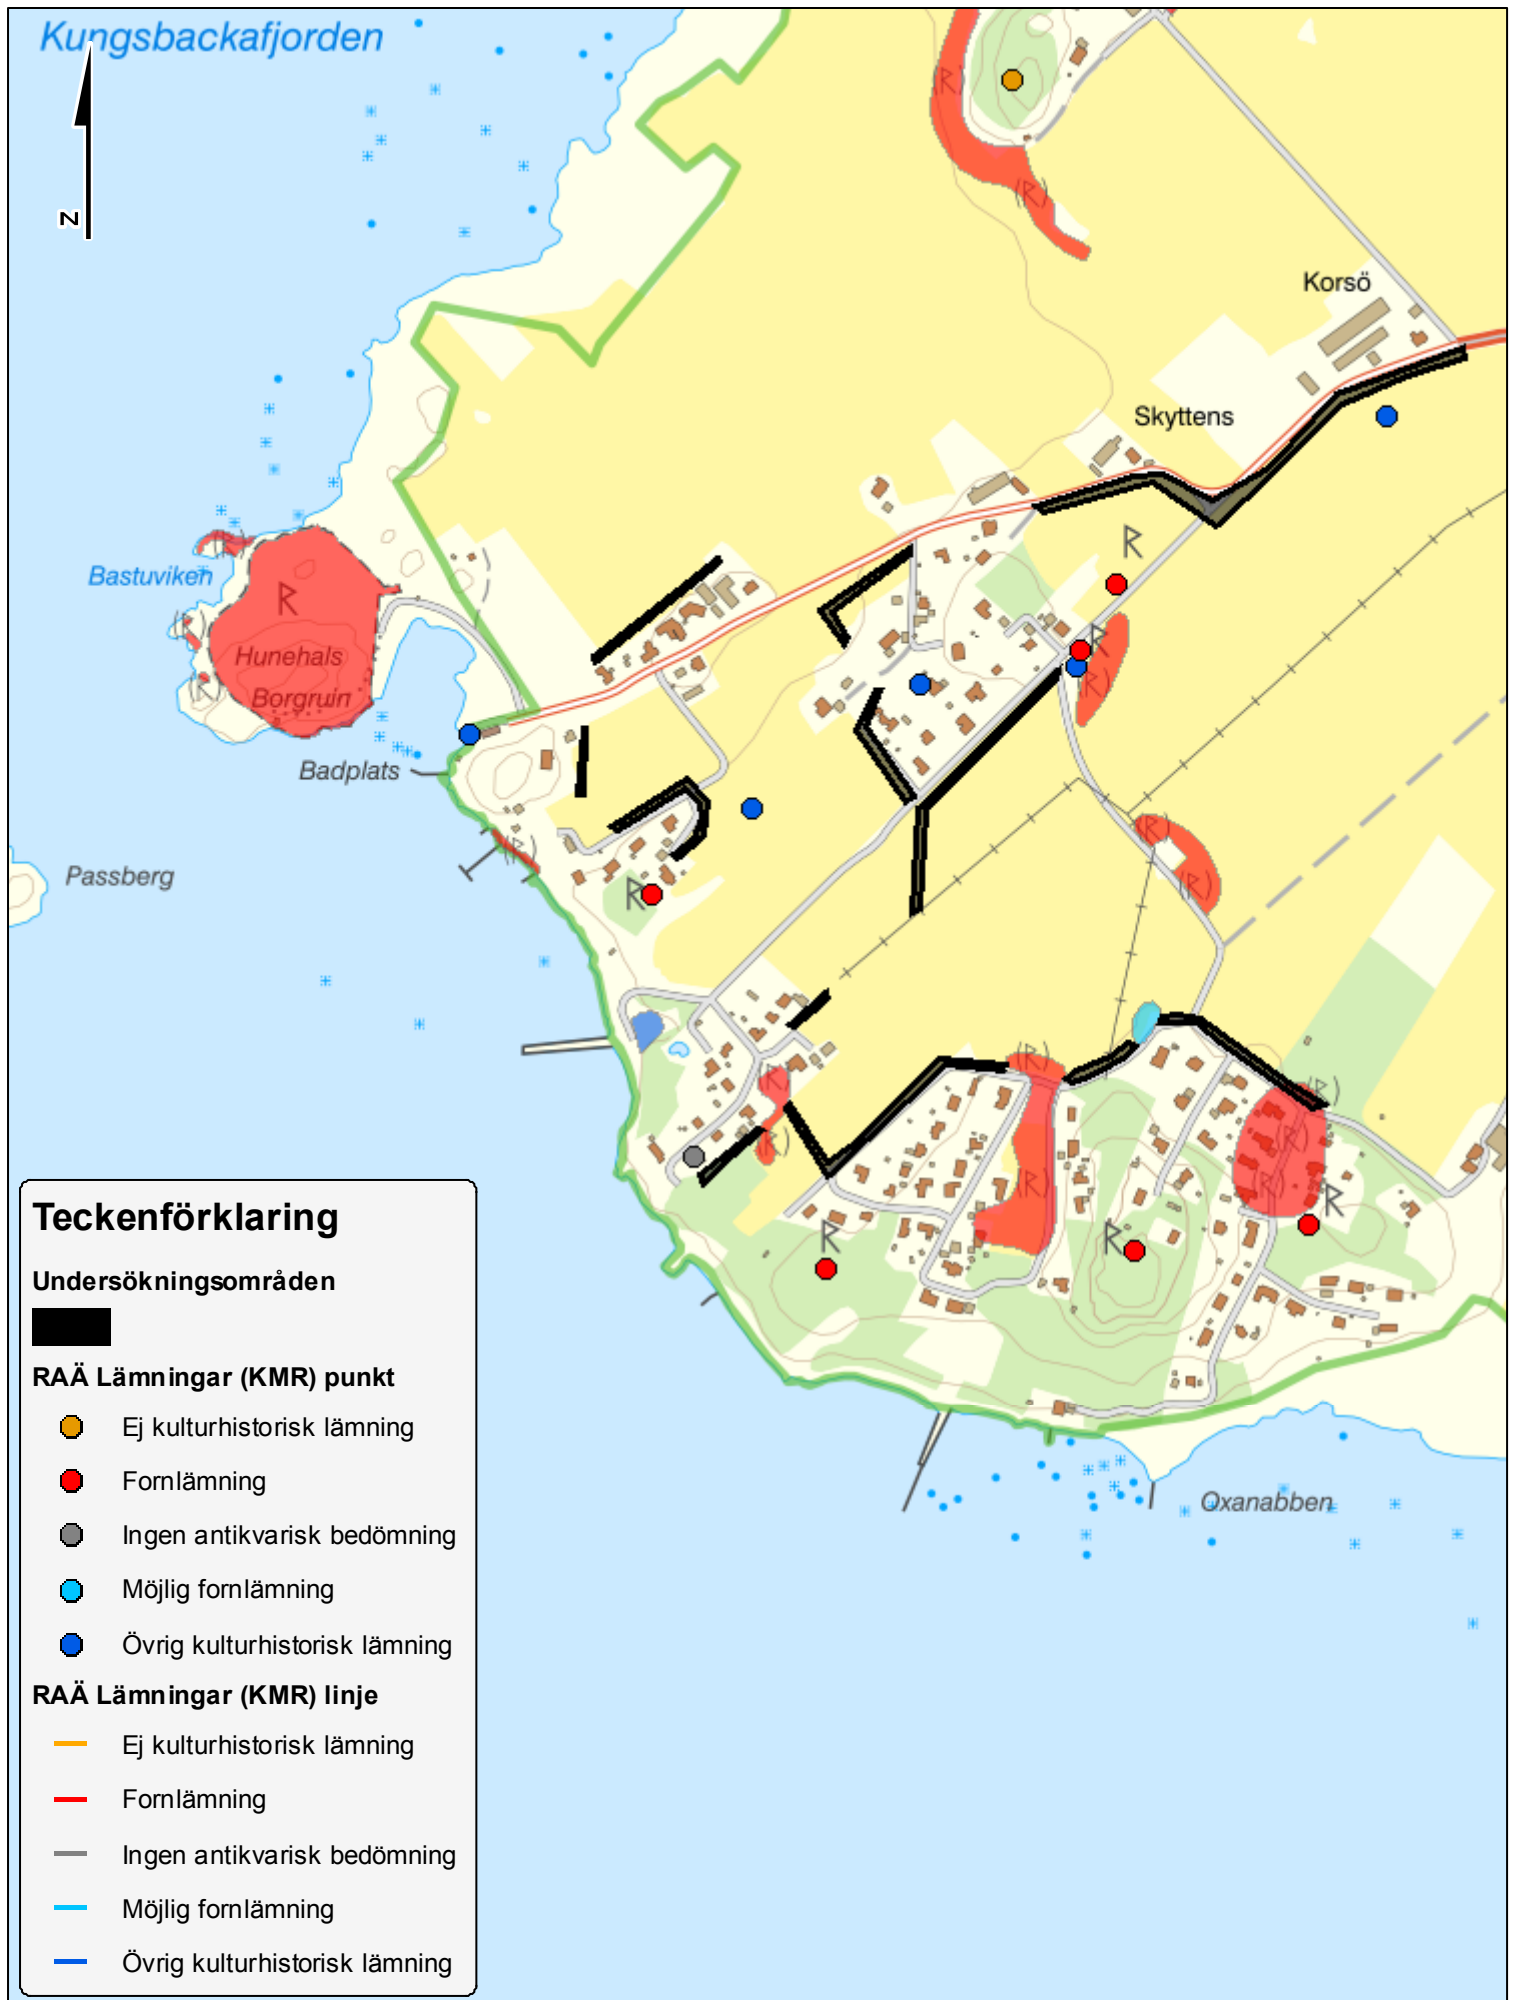 Kungsbackafjorden
N
Korsö
Skyttens
R
(R)
Bastuviken
Hunehals
Borgruin
Badplats
Passberg
Oxanabben
Teckenförklaring
Undersökningsområden
RAÄ Lämningar (KMR) punkt
Ej kulturhistorisk lämning
Fornlämning
Ingen antikvarisk bedömning
Möjlig fornlämning
Övrig kulturhistorisk lämning
RAÄ Lämningar (KMR) linje
Ej kulturhistorisk lämning
Fornlämning
Ingen antikvarisk bedömning
Möjlig fornlämning
Övrig kulturhistorisk lämning